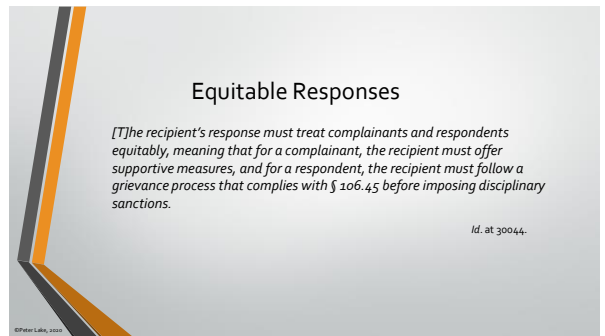 Equitable Responses
[T]he recipient's response must treat complainants and respondents
equitably, meaning that for a complainant, the recipient must offer
supportive measures, and for a respondent, the recipient must follow a
grievance process that complies with § 106.45 before imposing disciplinary
sanctions.
Id. at 30044.
©Peter Lake, 2020